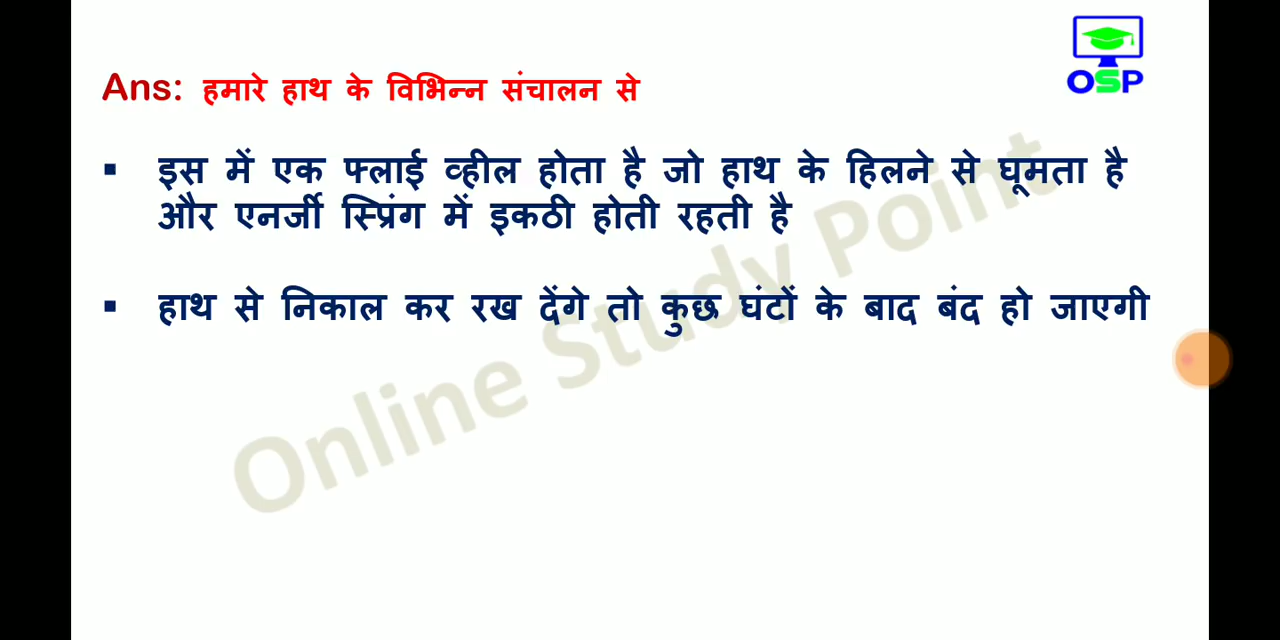 OSP
Ans: हमारे हाथ के विभिन्न संचालन से
▪ इस में एक फ्लाई व्हील होता है जो हाथ के हिलने से घूमता है
और एनर्जी स्प्रिंग में इकठी होती रहती है
▪ हाथ से निकाल कर रख देंगे तो कुछ घंटों के बाद बंद हो जाएगी
Online Study Point